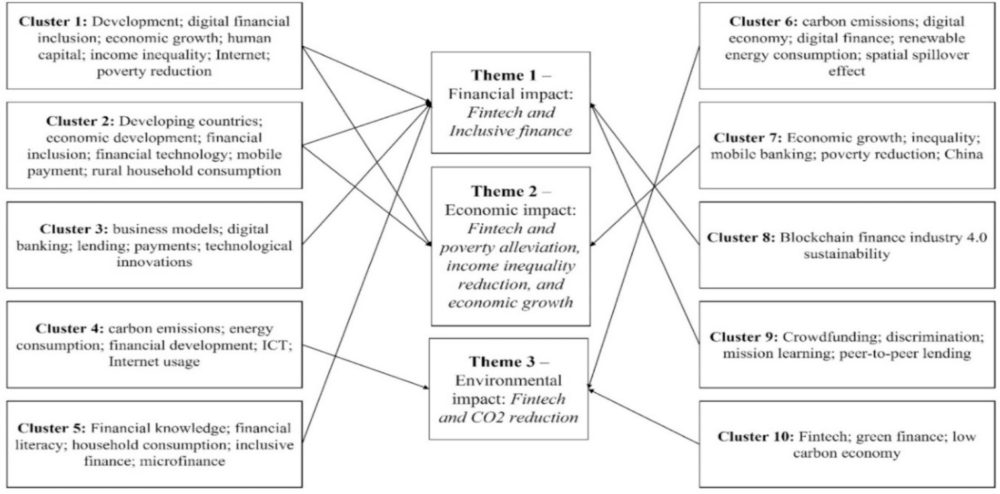 Cluster 1: Development; digital financial
inclusion; economic growth; human
capital; income inequality; Internet;
poverty reduction
Cluster 2: Developing countries;
economic development; financial
inclusion; financial technology; mobile
payment; rural household consumption
Cluster 3: business models; digital
banking; lending; payments; technological
innovations
Cluster 4: carbon emissions; energy
consumption; financial development; ICT;
Internet usage
Cluster 5: Financial knowledge; financial
literacy; household consumption; inclusive
finance; microfinance
Theme 1 –
Financial impact:
Fintech and
Inclusive finance
Theme 2 –
Economic impact:
Fintech and
poverty alleviation,
income inequality
reduction, and
economic growth
Theme 3 –
Environmental
impact: Fintech
and CO2 reduction
Cluster 6: carbon emissions; digital
economy; digital finance; renewable
energy consumption; spatial spillover
effect
Cluster 7: Economic growth; inequality;
mobile banking; poverty reduction; China
Cluster 8: Blockchain finance industry 4.0
sustainability
Cluster 9: Crowdfunding; discrimination;
mission learning; peer-to-peer lending
Cluster 10: Fintech; green finance; low
carbon economy